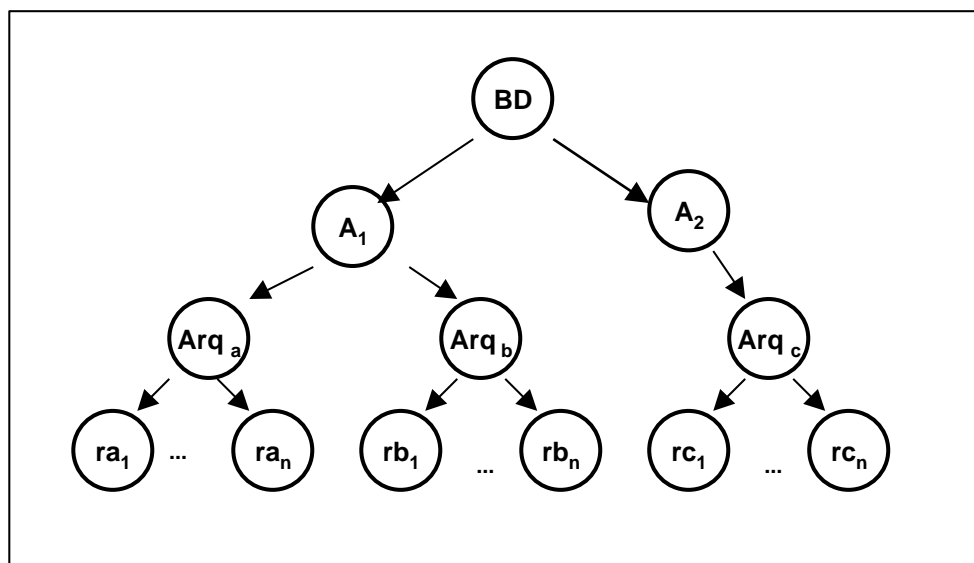 BD
A₁ A₂
Arq a Arq b Arq c
ra₁ ... raₙ rb₁ ... rbₙ rc₁ ... rcₙ